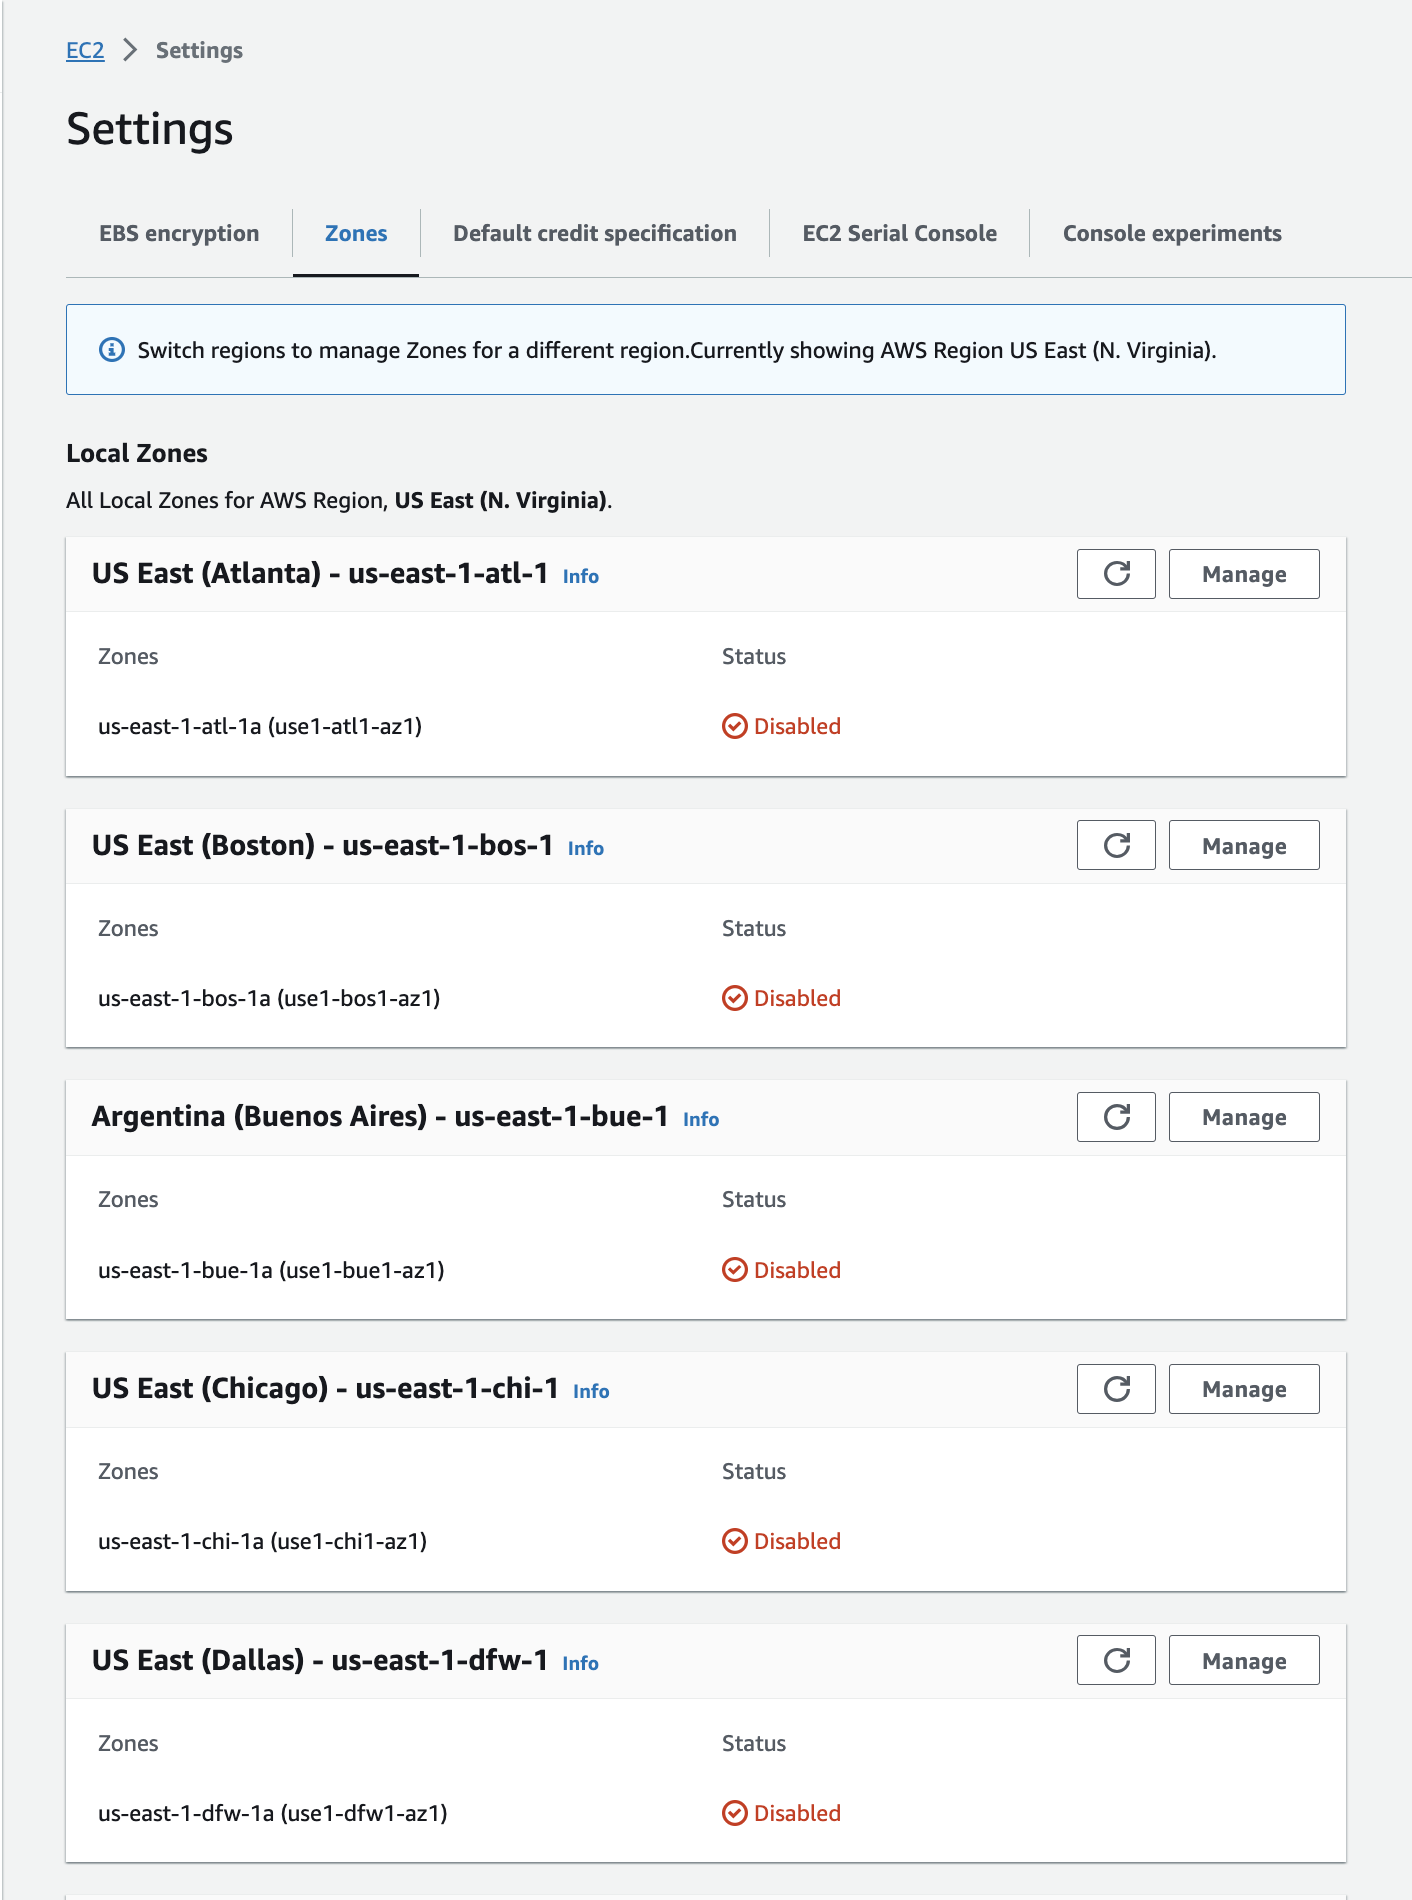 EC2 > Settings
Settings
EBS encryption Zones Default credit specification EC2 Serial Console Console experiments
Switch regions to manage Zones for a different region.Currently showing AWS Region US East (N. Virginia).
Local Zones
All Local Zones for AWS Region, US East (N. Virginia).
US East (Atlanta) - us-east-1-atl-1 Info Manage
Zones Status
us-east-1-atl-1a (use1-atl1-az1) Disabled
US East (Boston) - us-east-1-bos-1 Info Manage
Zones Status
us-east-1-bos-1a (use1-bos1-az1) Disabled
Argentina (Buenos Aires) - us-east-1-bue-1 Info Manage
Zones Status
us-east-1-bue-1a (use1-bue1-az1) Disabled
US East (Chicago) - us-east-1-chi-1 Info Manage
Zones Status
us-east-1-chi-1a (use1-chi1-az1) Disabled
US East (Dallas) - us-east-1-dfw-1 Info Manage
Zones Status
us-east-1-dfw-1a (use1-dfw1-az1) Disabled